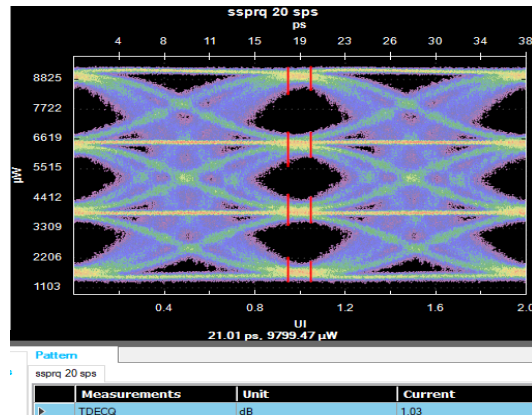 ssprq 20 sps
ps
4 8 11 15 19 23 26 30 34 38
8825
7722
6619
5515
4412
3309
2206
1103
µW
0.4 0.8 1.2 1.6 2.0
UI
21.01 ps, 9799.47 µW
Pattern
ssprq 20 sps
Measurements Unit Current
TDECQ dB 1.03